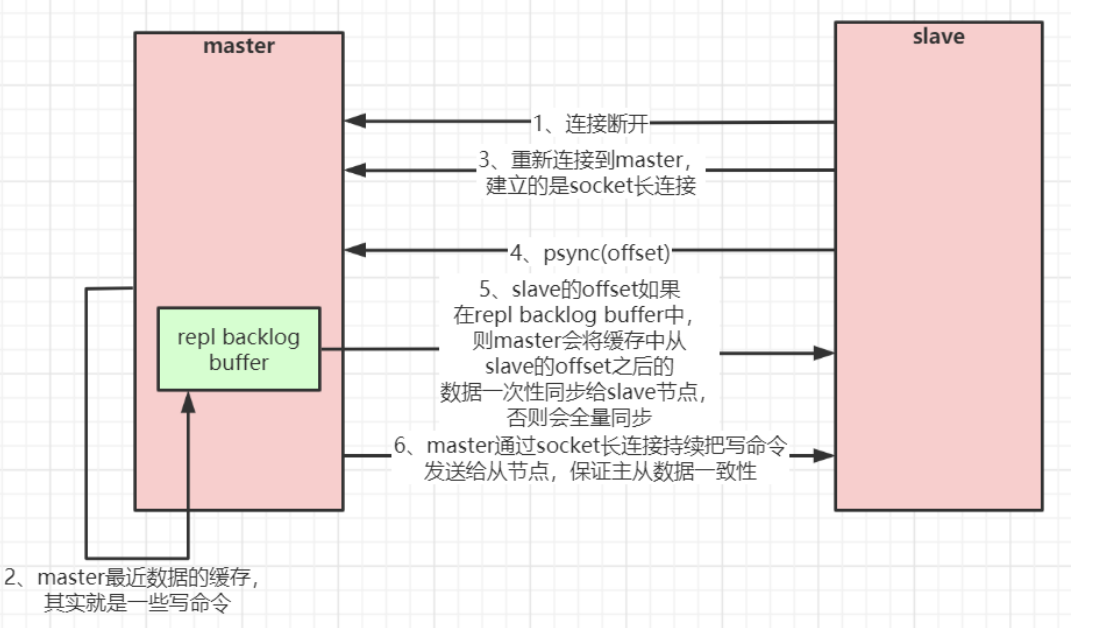 master
slave
1、连接断开
3、重新连接到master，
建立的是socket长连接
4、psync(offset)
5、slave的offset如果
在repl backlog buffer中，
则master会将缓存中从
slave的offset之后的
数据一次性同步给slave节点，
否则会全量同步
repl backlog
buffer
6、master通过socket长连接持续把写命令
发送给从节点，保证主从数据一致性
2、master最近数据的缓存，
其实就是一些写命令